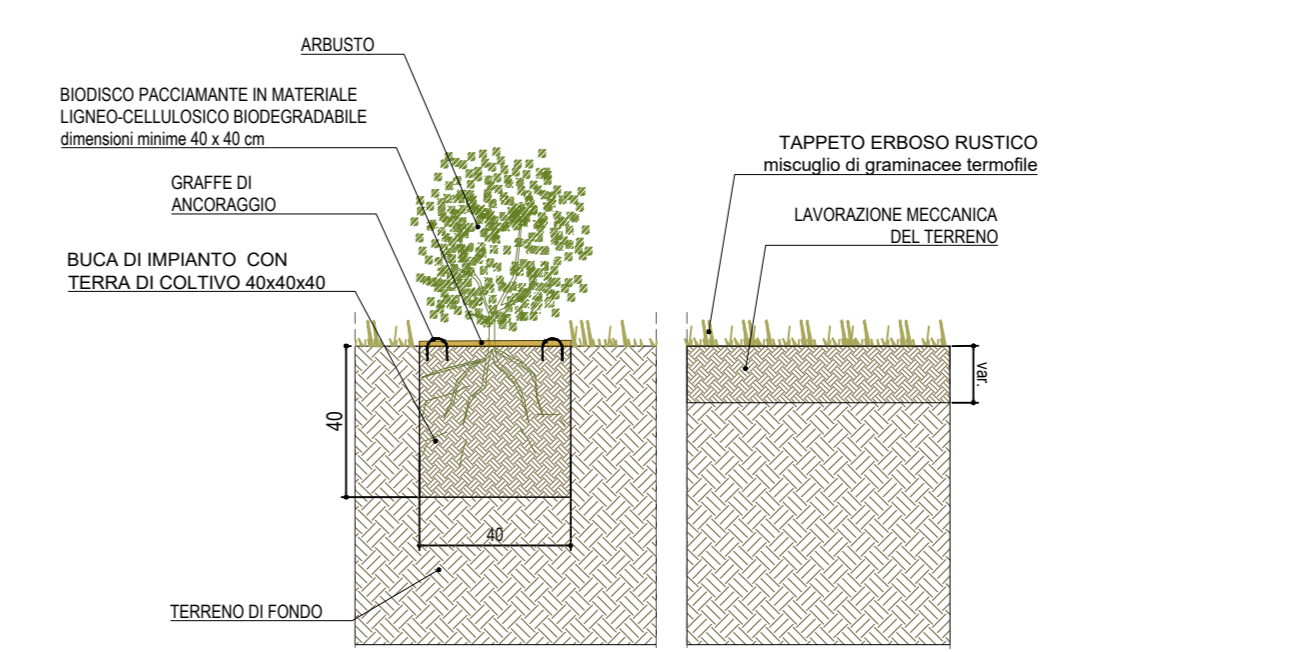 ARBUSTO
BIODISCO PACCIAMANTE IN MATERIALE
LIGNEO-CELLULOSICO BIODEGRADABILE
dimensioni minime 40 x 40 cm
GRAFFE DI
ANCORAGGIO
BUCA DI IMPIANTO CON
TERRA DI COLTIVO 40x40x40
40
40
TERRENO DI FONDO
TAPPETO ERBOSO RUSTICO
miscuglio di graminacee termofile
LAVORAZIONE MECCANICA
DEL TERRENO
var.